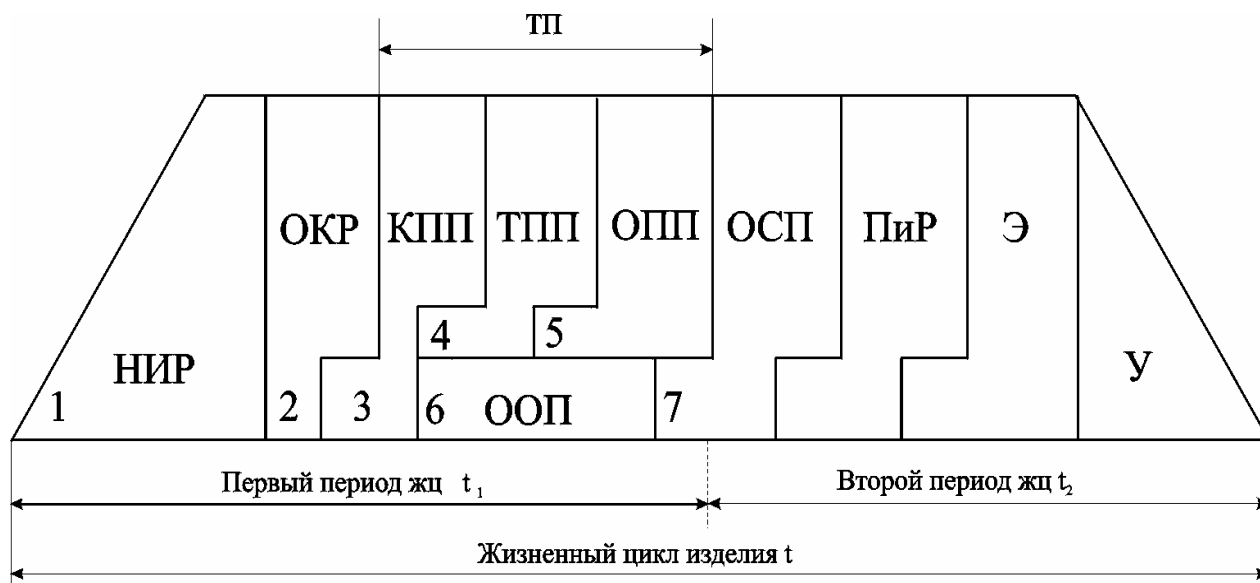 ТП
ОКР КПП ТПП ОПП ОСП ПиР Э
4 5
НИР У
1 2 3 6 ООП 7
Первый период жц t₁ Второй период жц t₂
Жизненный цикл изделия t